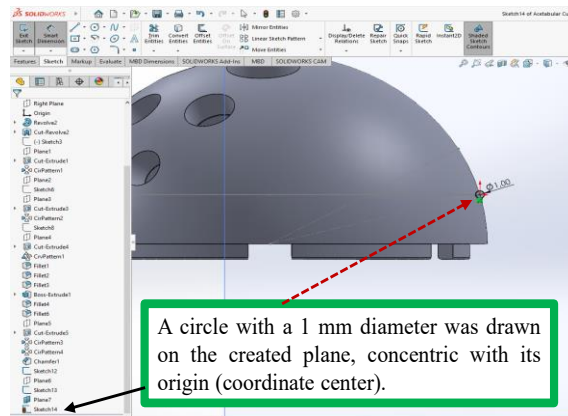 SOLIDWORKS
Sketch14 of Acetabular Cu
Exit Sketch
Smart Dimension
Trim Entities
Convert Entities
Offset Entities
Mirror Entities
Linear Sketch Pattern
Move Entities
Display/Delete Relations
Repair Sketch
Quick Snaps
Rapid Sketch
Instant2D
Shaded Sketch Contours
Features Sketch Markup Evaluate MBD Dimensions SOLIDWORKS Add-Ins MBD SOLIDWORKS CAM
Right Plane
Origin
Revolve2
Cut-Revolve2
(-) Sketch3
Plane1
Cut-Extrude1
CirPattern1
Plane2
Sketch6
Plane3
Cut-Extrude3
CirPattern2
Sketch8
Plane4
Cut-Extrude4
CrvPattern1
Fillet1
Fillet2
Fillet3
Boss-Extrude1
Fillet4
Fillet6
Plane5
Cut-Extrude5
CirPattern3
CirPattern4
Chamfer1
Sketch12
Plane6
Sketch13
Plane7
Sketch14
Ø1,00
A circle with a 1 mm diameter was drawn
on the created plane, concentric with its
origin (coordinate center).